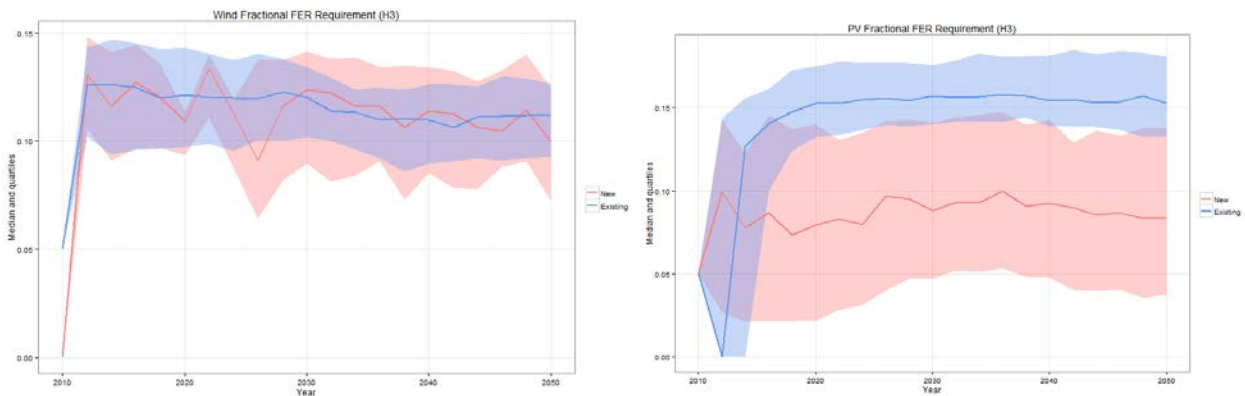 Wind Fractional FER Requirement (H3)
0.15
0.10
0.05
0.00
Median and quartiles
2010
2020
2030
2040
2050
Year
New
Existing
PV Fractional FER Requirement (H3)
0.15
0.10
0.05
0.00
Median and quartiles
2010
2020
2030
2040
2050
Year
New
Existing